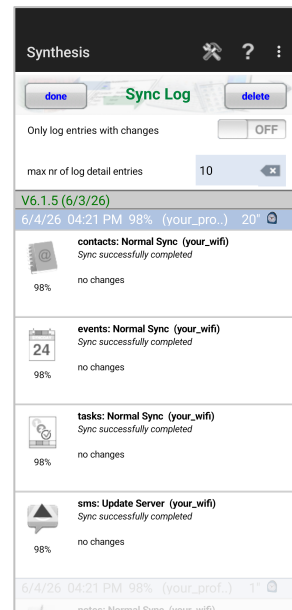 Synthesis ?
done Sync Log delete
Only log entries with changes OFF
max nr of log detail entries 10
V6.1.5 (6/3/26)
6/4/26 04:21 PM 98% (your_pro..) 20"
contacts: Normal Sync (your_wifi)
Sync successfully completed
98% no changes
events: Normal Sync (your_wifi)
Sync successfully completed
24
98% no changes
tasks: Normal Sync (your_wifi)
Sync successfully completed
98% no changes
sms: Update Server (your_wifi)
Sync successfully completed
98% no changes
6/4/26 04:21 PM 98% (your_prof..) 1"
notes: Normal Sync (your_wifi)